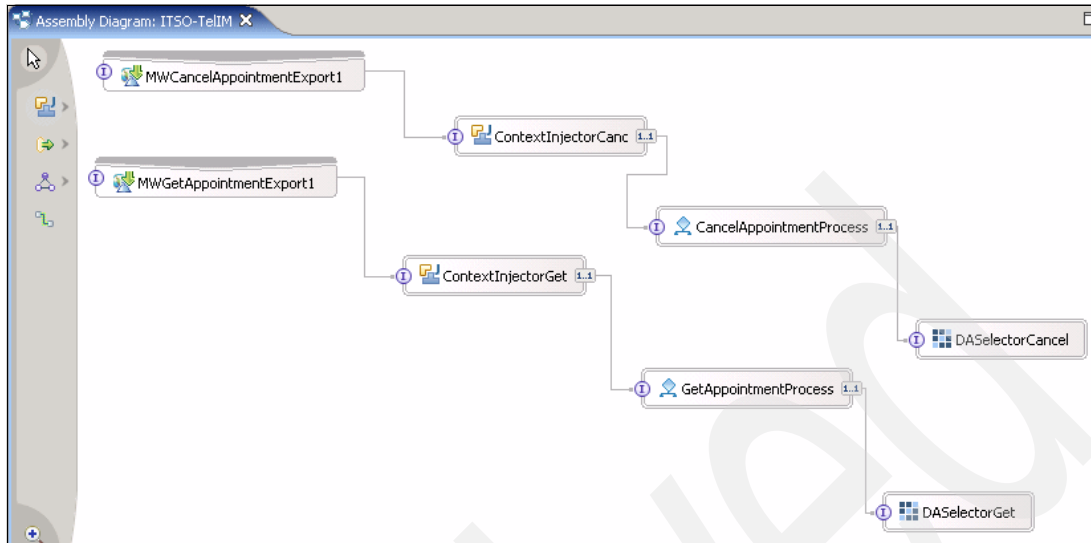 Assembly Diagram: ITSO-TelIM
I MWCancelAppointmentExport1
I ContextInjectorCanc 1..1
I MWGetAppointmentExport1
I CancelAppointmentProcess 1..1
I ContextInjectorGet 1..1
I DASelectorCancel
I GetAppointmentProcess 1..1
I DASelectorGet